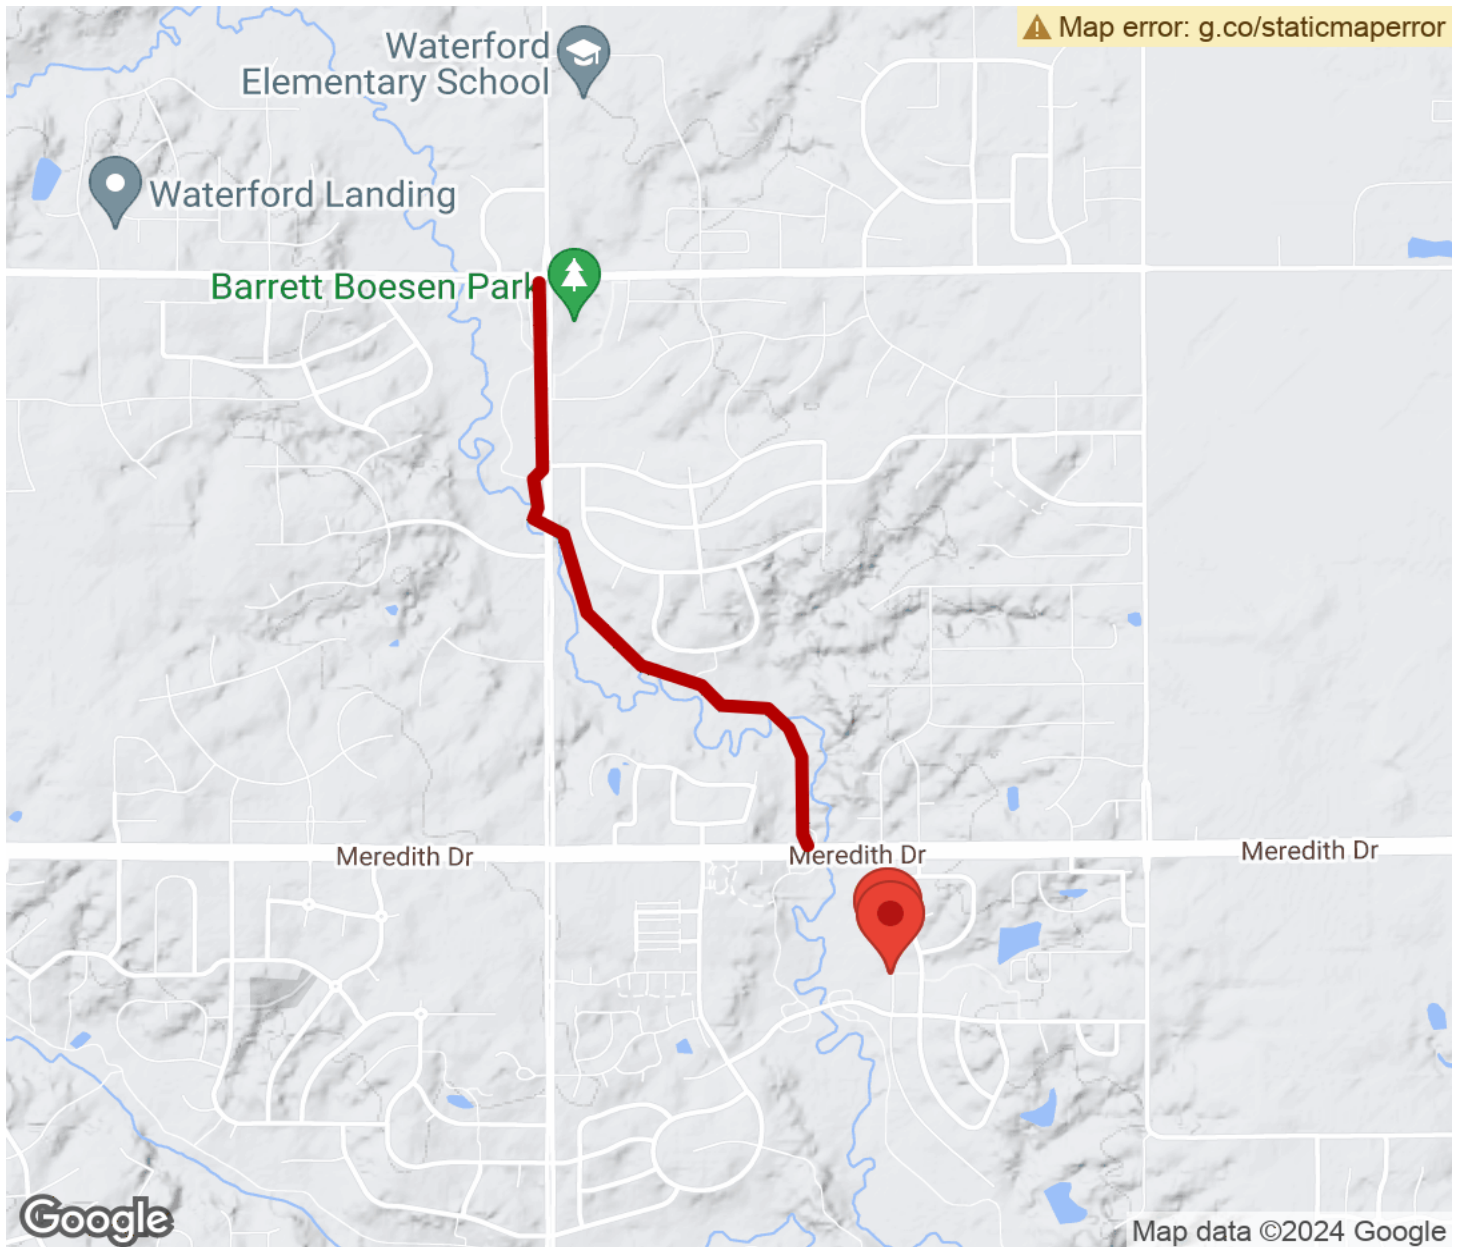 Map error: g.co/staticmaperror
Waterford
Elementary School
Waterford Landing
Barrett Boesen Park
Meredith Dr
Meredith Dr
Meredith Dr
Google
Map data ©2024 Google